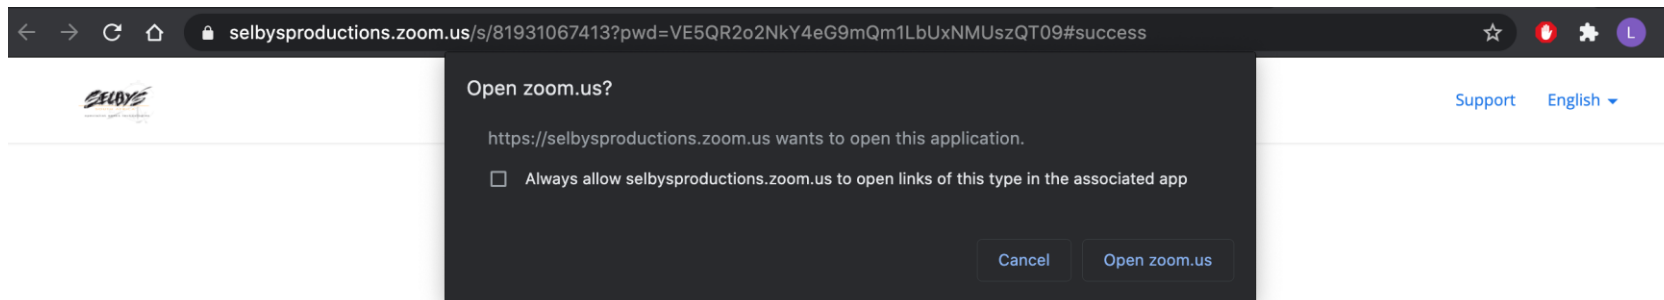 selbysproductions.zoom.us/s/81931067413?pwd=VE5QR2o2NkY4eG9mQm1LbUxNMUszQT09#success
L
SELBYS
Support English
Open zoom.us?
https://selbysproductions.zoom.us wants to open this application.
Always allow selbysproductions.zoom.us to open links of this type in the associated app
Cancel Open zoom.us